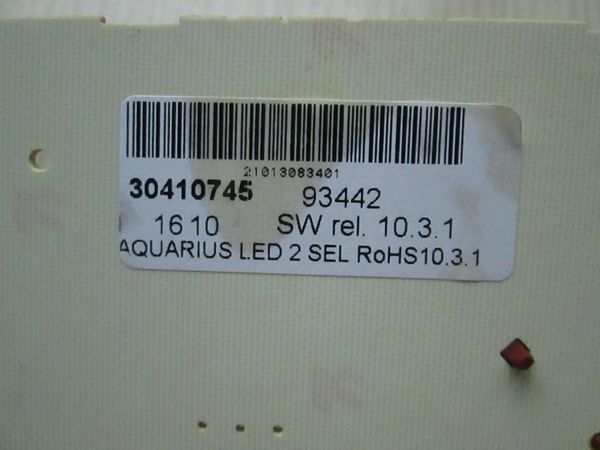 21013083401
30410745 93442
1610 SW rel. 10.3.1
AQUARIUS LED 2 SEL RoHS10.3.1